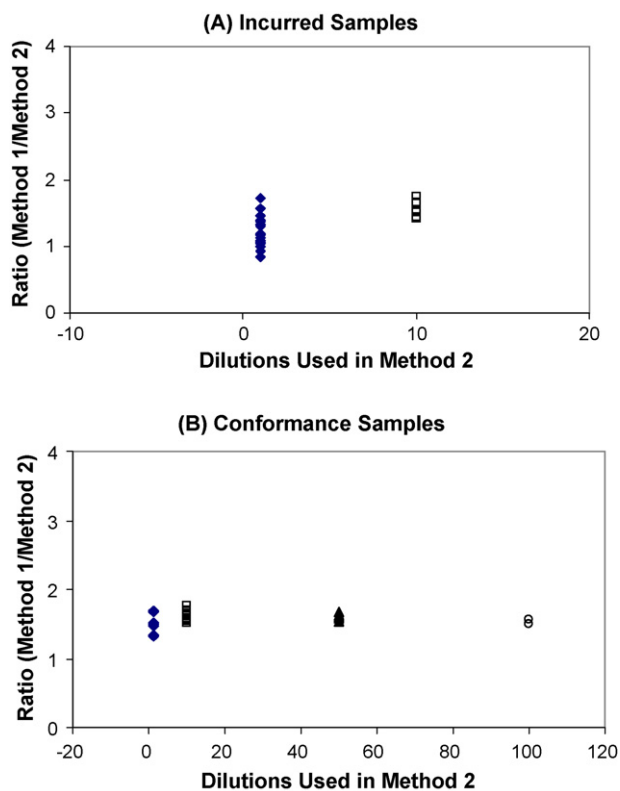 (A) Incurred Samples
4
3
2
1
0
-10 0 10 20
Ratio (Method 1/Method 2)
Dilutions Used in Method 2
(B) Conformance Samples
4
3
2
1
0
-20 0 20 40 60 80 100 120
Ratio (Method 1/Method 2)
Dilutions Used in Method 2